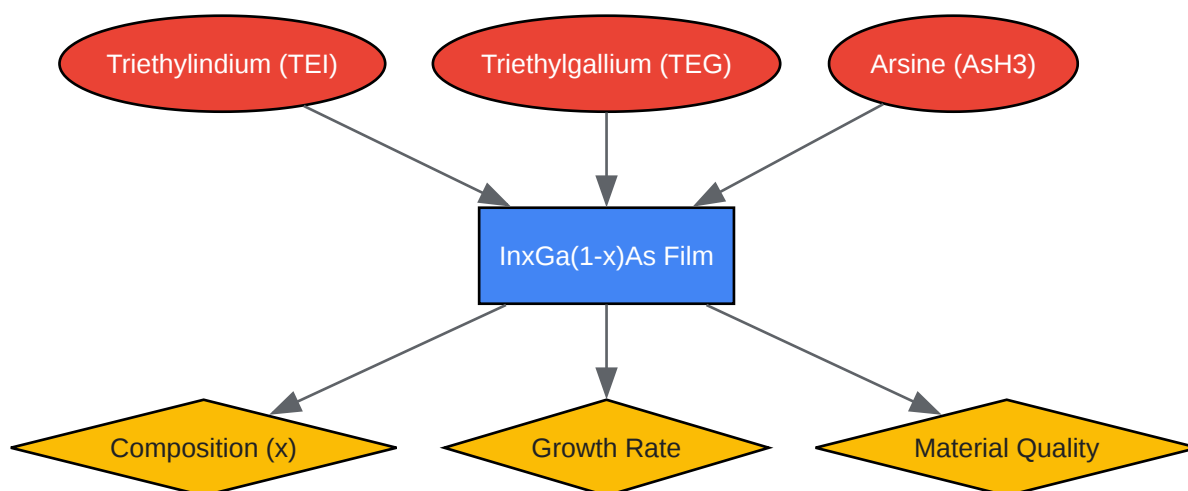 Triethylindium (TEI)
Triethylgallium (TEG)
Arsine (AsH3)
InxGa(1-x)As Film
Composition (x)
Growth Rate
Material Quality